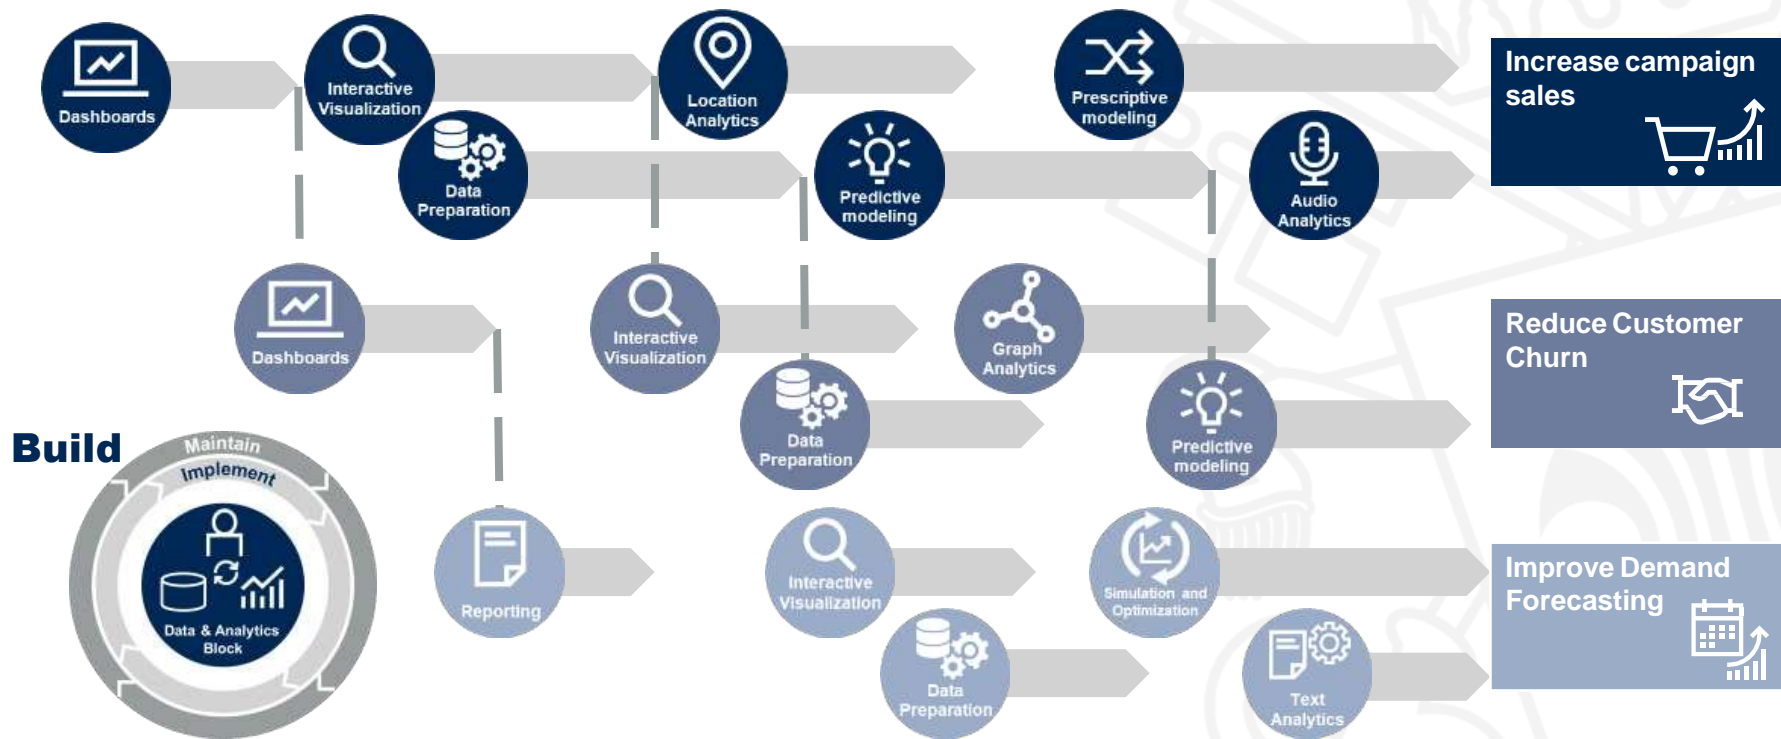 Dashboards
Interactive
Visualization
Data
Preparation
Location
Analytics
Predictive
modeling
Prescriptive
modeling
Audio
Analytics
Increase campaign
sales
Dashboards
Interactive
Visualization
Data
Preparation
Graph
Analytics
Predictive
modeling
Reduce Customer
Churn
Build
Maintain
Implement
Data & Analytics
Block
Reporting
Interactive
Visualization
Data
Preparation
Simulation and
Optimization
Text
Analytics
Improve Demand
Forecasting